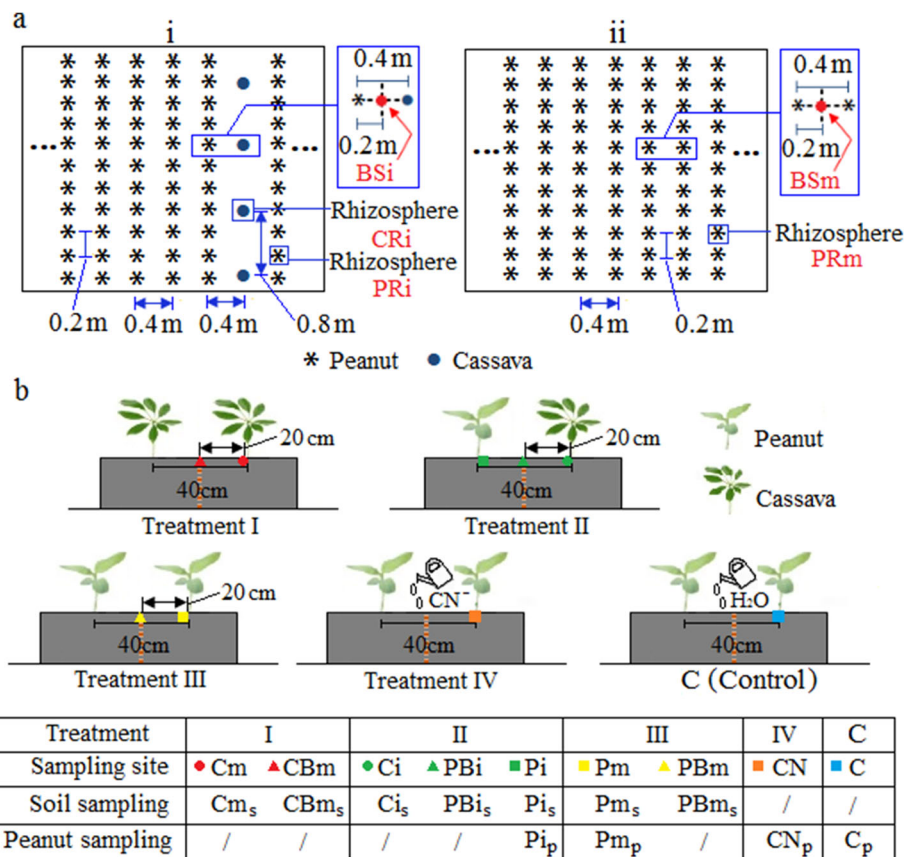 a
i
ii
0.4 m
0.2 m
BSi
0.4 m
0.2 m
BSm
... ...
... ...
Rhizosphere
CRi
Rhizosphere
PRi
Rhizosphere
PRm
0.2 m
0.4 m
0.4 m
0.8 m
0.4 m
0.2 m
* Peanut ● Cassava
b
20 cm
40cm
Treatment I
20 cm
40cm
Treatment II
Peanut
Cassava
20 cm
40cm
Treatment III
CN⁻
40cm
Treatment IV
H₂O
40cm
C (Control)
Treatment I II III IV C
Sampling site Cm CBm Ci PBi Pi Pm PBm CN C
Soil sampling Cmₛ CBmₛ Ciₛ PBiₛ Piₛ Pmₛ PBmₛ / /
Peanut sampling / / / / Piₚ Pmₚ / CNₚ Cₚ